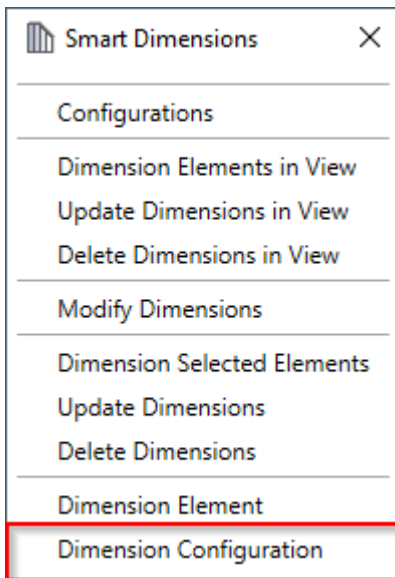 Smart Dimensions
Configurations
Dimension Elements in View
Update Dimensions in View
Delete Dimensions in View
Modify Dimensions
Dimension Selected Elements
Update Dimensions
Delete Dimensions
Dimension Element
Dimension Configuration